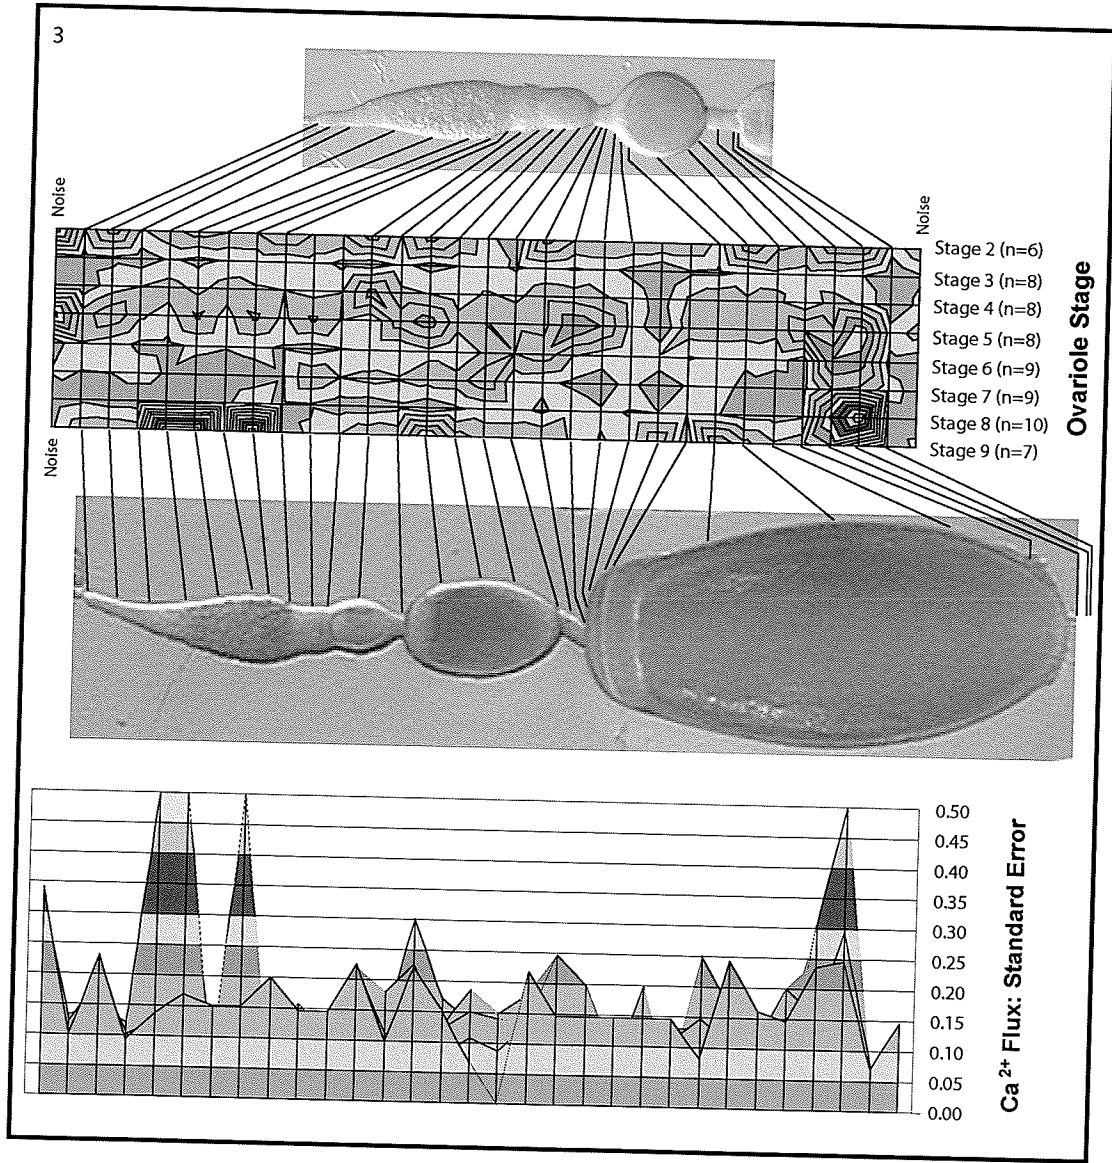 3
Noise
Noise
Stage 2 (n=6)
Stage 3 (n=8)
Stage 4 (n=8)
Stage 5 (n=8)
Stage 6 (n=9)
Stage 7 (n=9)
Stage 8 (n=10)
Stage 9 (n=7)
Ovariole Stage
Noise
0.50
0.45
0.40
0.35
0.30
0.25
0.20
0.15
0.10
0.05
0.00
Ca 2+ Flux: Standard Error